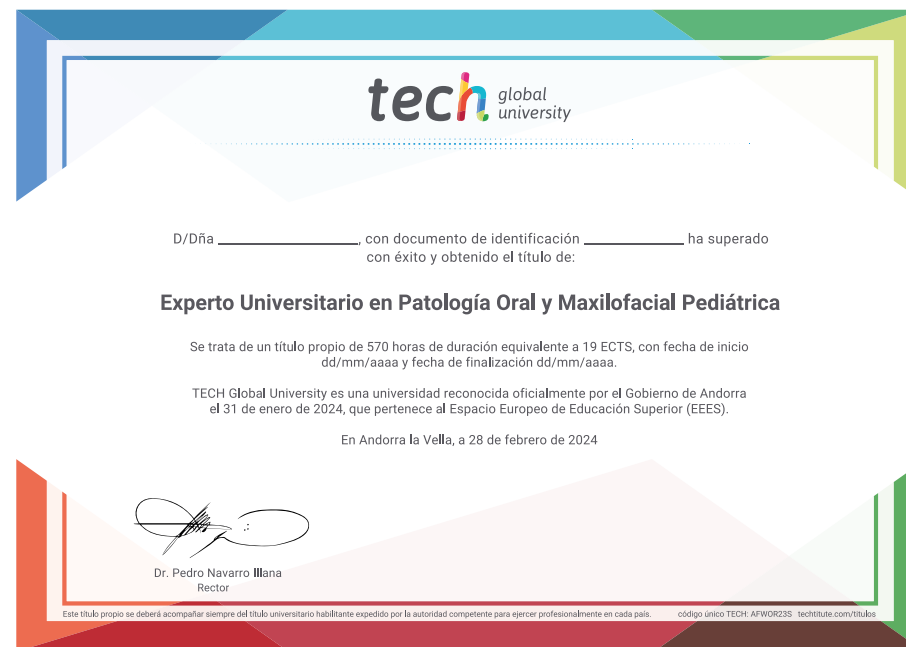 tech global university
D/Dña ______________, con documento de identificación __________ ha superado
con éxito y obtenido el título de:
Experto Universitario en Patología Oral y Maxilofacial Pediátrica
Se trata de un título propio de 570 horas de duración equivalente a 19 ECTS, con fecha de inicio
dd/mm/aaaa y fecha de finalización dd/mm/aaaa.
TECH Global University es una universidad reconocida oficialmente por el Gobierno de Andorra
el 31 de enero de 2024, que pertenece al Espacio Europeo de Educación Superior (EEES).
En Andorra la Vella, a 28 de febrero de 2024
Dr. Pedro Navarro Illana
Rector
Este título propio se deberá acompañar siempre del título universitario habilitante expedido por la autoridad competente para ejercer profesionalmente en cada país. código único TECH: AFWOR23S techtitute.com/titulos